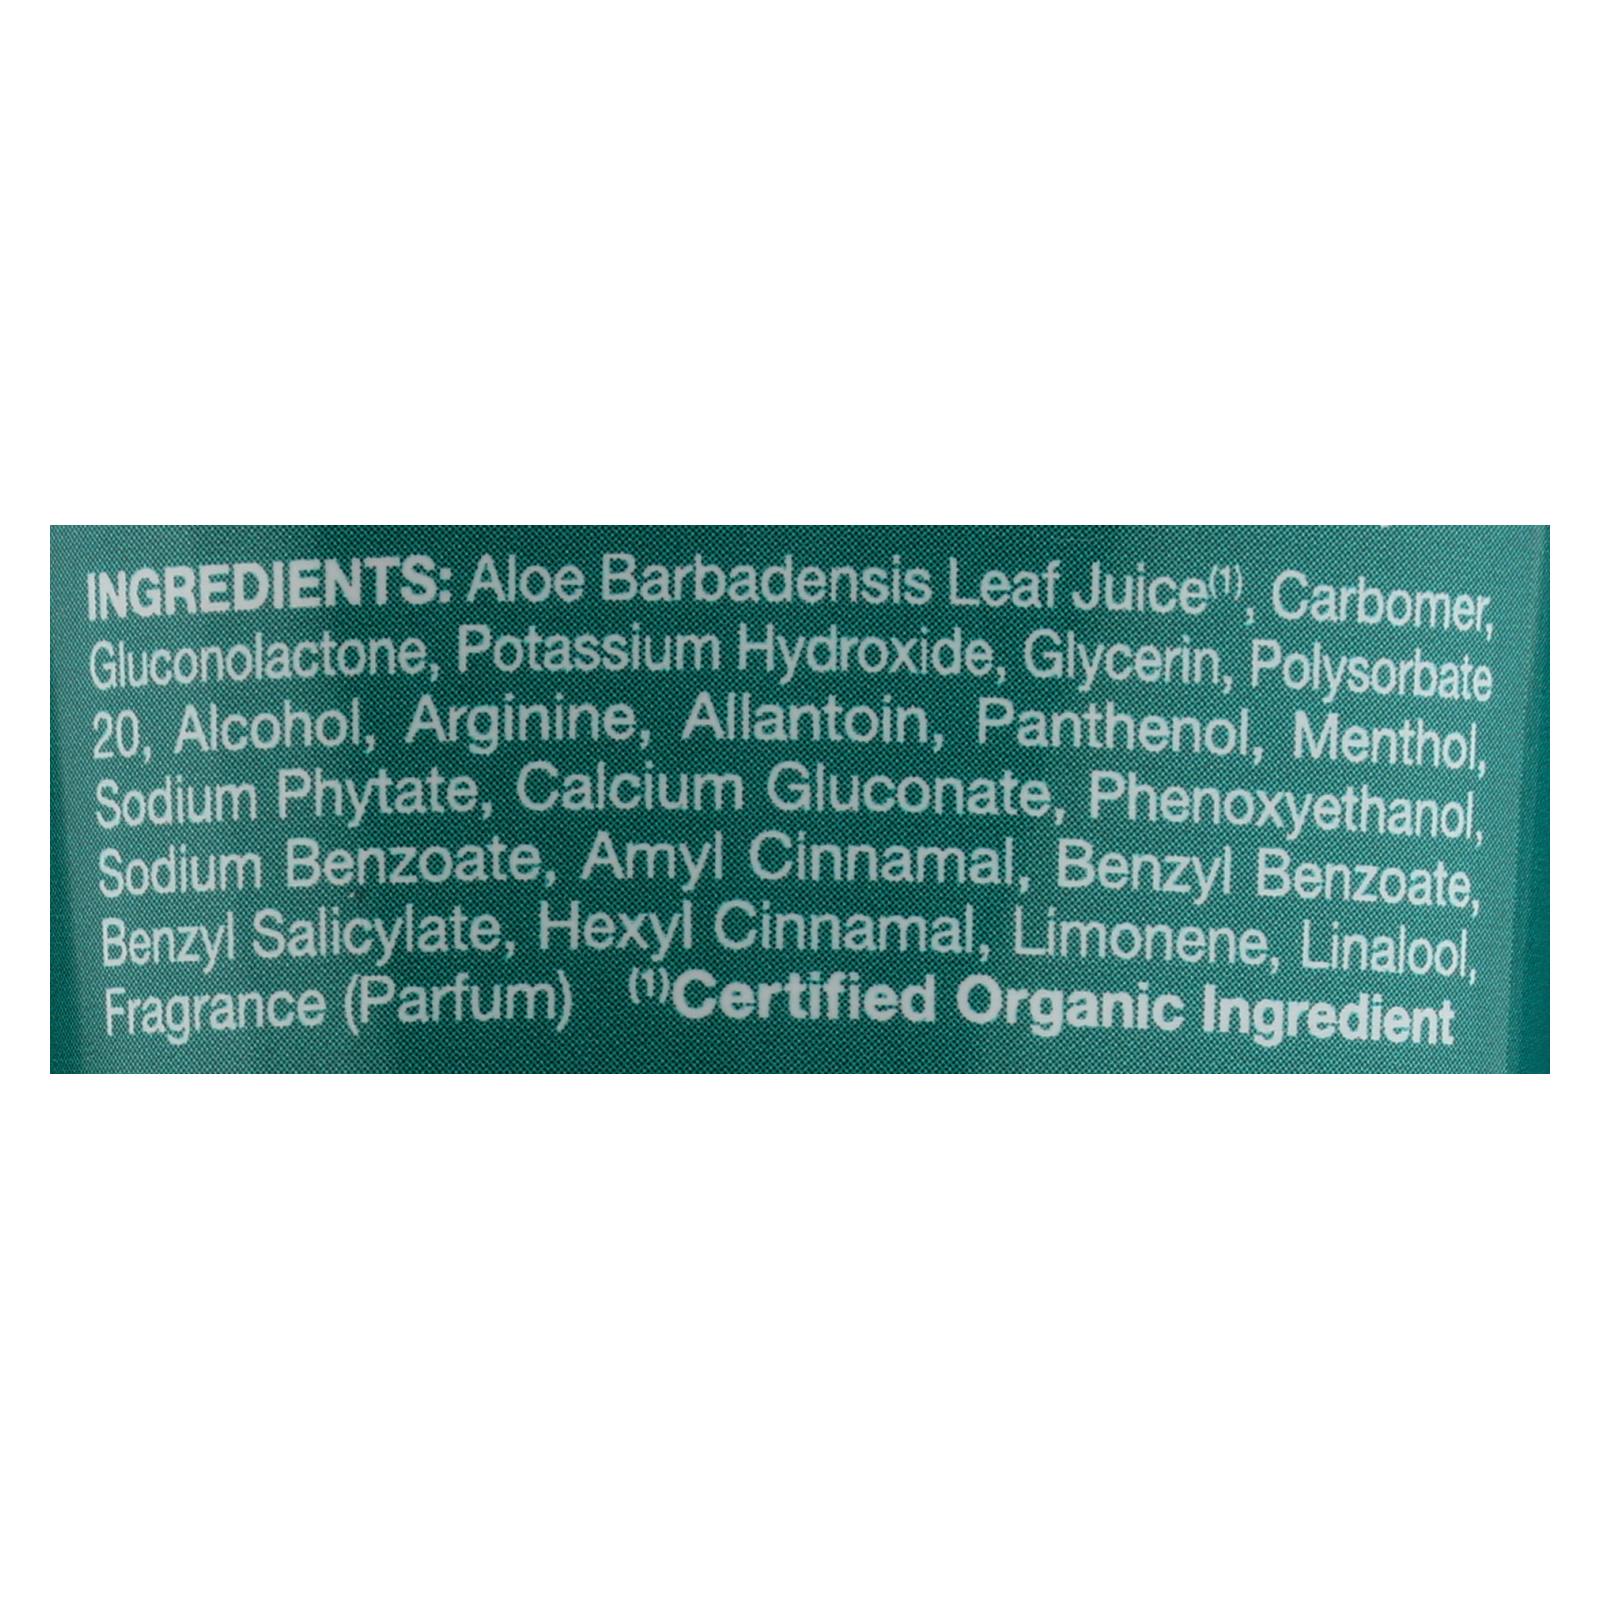 INGREDIENTS: Aloe Barbadensis Leaf Juice(1), Carbomer,
Gluconolactone, Potassium Hydroxide, Glycerin, Polysorbate
20, Alcohol, Arginine, Allantoin, Panthenol, Menthol,
Sodium Phytate, Calcium Gluconate, Phenoxyethanol,
Sodium Benzoate, Amyl Cinnamal, Benzyl Benzoate,
Benzyl Salicylate, Hexyl Cinnamal, Limonene, Linalool,
Fragrance (Parfum) (1)Certified Organic Ingredient